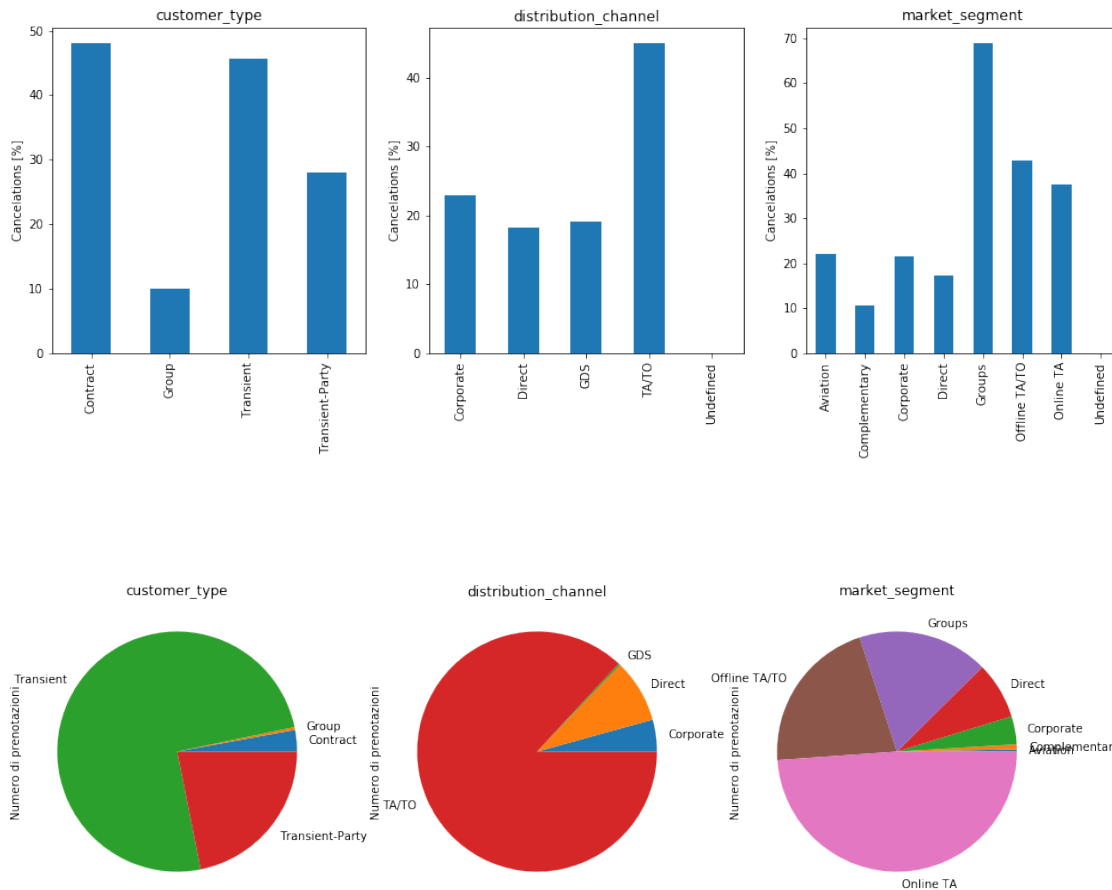 customer_type
distribution_channel
market_segment
Cancelations [%]
0
10
20
30
40
50
Contract
Group
Transient
Transient-Party
Cancelations [%]
0
10
20
30
40
Corporate
Direct
GDS
TA/TO
Undefined
Cancelations [%]
0
10
20
30
40
50
60
70
Aviation
Complementary
Corporate
Direct
Groups
Offline TA/TO
Online TA
Undefined
customer_type
Numero di prenotazioni
Transient
Group
Contract
Transient-Party
distribution_channel
Numero di prenotazioni
GDS
Direct
Corporate
TA/TO
market_segment
Numero di prenotazioni
Groups
Offline TA/TO
Direct
Corporate
Complementar
Aviation
Online TA